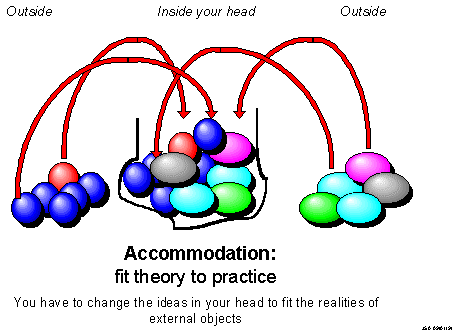 Outside Inside your head Outside
Accommodation:
fit theory to practice
You have to change the ideas in your head to fit the realities of
external objects